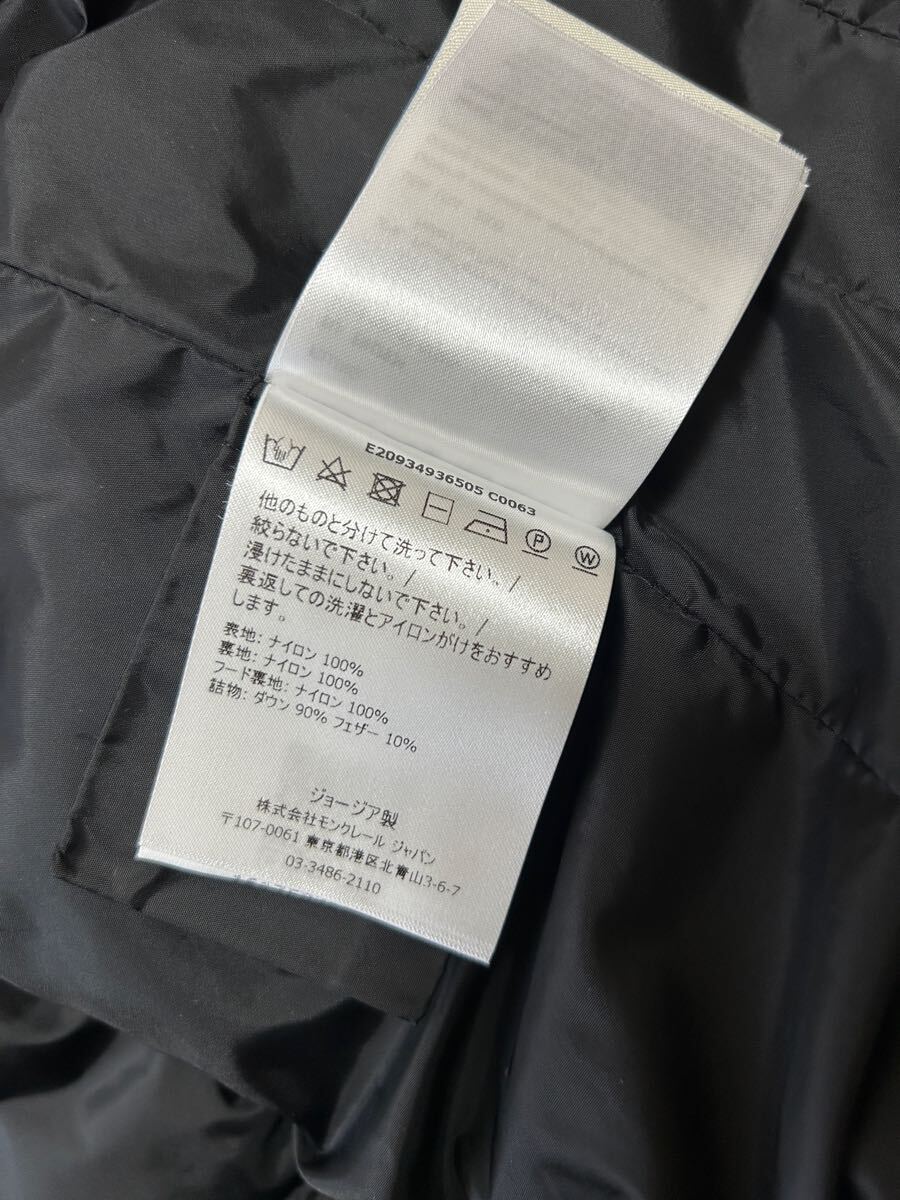 E20934936505 C0063
P
W
他のものと分けて洗って下さい。/
絞らないで下さい。/
浸けたままにしないで下さい。/
裏返しての洗濯とアイロンがけをおすすめ
します。
表地: ナイロン 100%
裏地: ナイロン 100%
フード裏地: ナイロン 100%
詰物: ダウン 90% フェザー 10%
ジョージア製
株式会社モンクレール ジャパン
〒107-0061 東京都港区北青山3-6-7
03-3486-2110